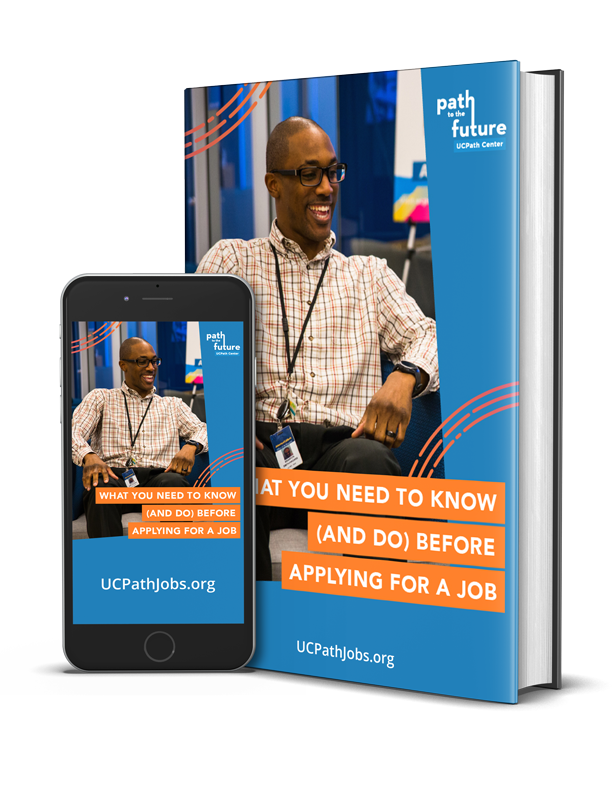 path
to the
future
UCPath Center
path
to the
future
UCPath Center
WHAT YOU NEED TO KNOW
(AND DO) BEFORE
APPLYING FOR A JOB
UCPathJobs.org
YOU NEED TO KNOW
(AND DO) BEFORE
APPLYING FOR A JOB
UCPathJobs.org